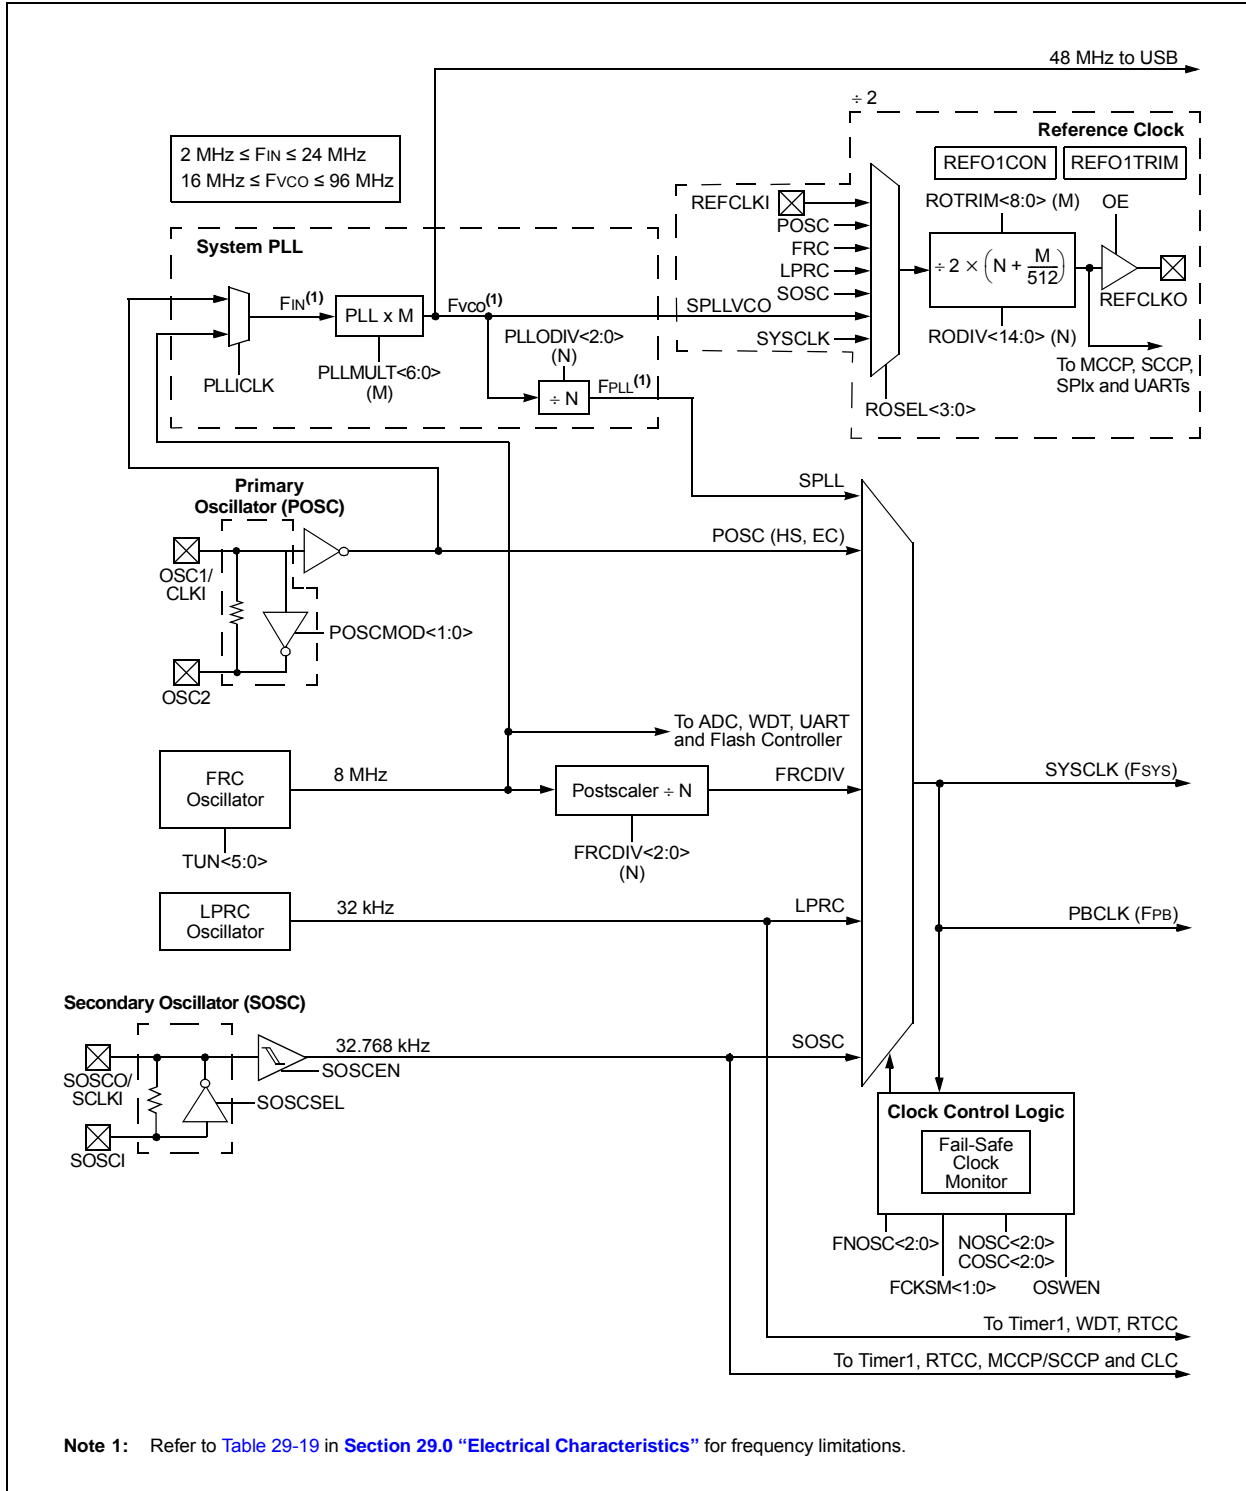 48 MHz to USB
÷ 2
Reference Clock
2 MHz ≤ FIN ≤ 24 MHz
16 MHz ≤ FVCO ≤ 96 MHz
REFO1CON
REFO1TRIM
REFCLKI
ROTRIM<8:0> (M)
OE
POSC
FRC
LPRC
SOSC
SPLLVCO
SYSCLK
÷ 2 × (N + M/512)
REFCLKO
RODIV<14:0> (N)
To MCCP, SCCP,
SPIx and UARTs
ROSEL<3:0>
System PLL
FIN(1)
PLL x M
Fvco(1)
PLLODIV<2:0>
(N)
PLLICLK
PLLMULT<6:0>
(M)
÷ N
FPLL(1)
SPLL
Primary
Oscillator (POSC)
POSC (HS, EC)
OSC1/
CLKI
POSCMOD<1:0>
OSC2
To ADC, WDT, UART
and Flash Controller
FRC
Oscillator
8 MHz
Postscaler ÷ N
FRCDIV
SYSCLK (FSYS)
TUN<5:0>
FRCDIV<2:0>
(N)
LPRC
Oscillator
32 kHz
LPRC
PBCLK (FPB)
Secondary Oscillator (SOSC)
32.768 kHz
SOSC
SOSCO/
SCLKI
SOSCEN
SOSCSEL
SOSCI
Clock Control Logic
Fail-Safe
Clock
Monitor
FNOSC<2:0>
NOSC<2:0>
COSC<2:0>
FCKSM<1:0>
OSWEN
To Timer1, WDT, RTCC
To Timer1, RTCC, MCCP/SCCP and CLC
Note 1: Refer to Table 29-19 in Section 29.0 “Electrical Characteristics” for frequency limitations.